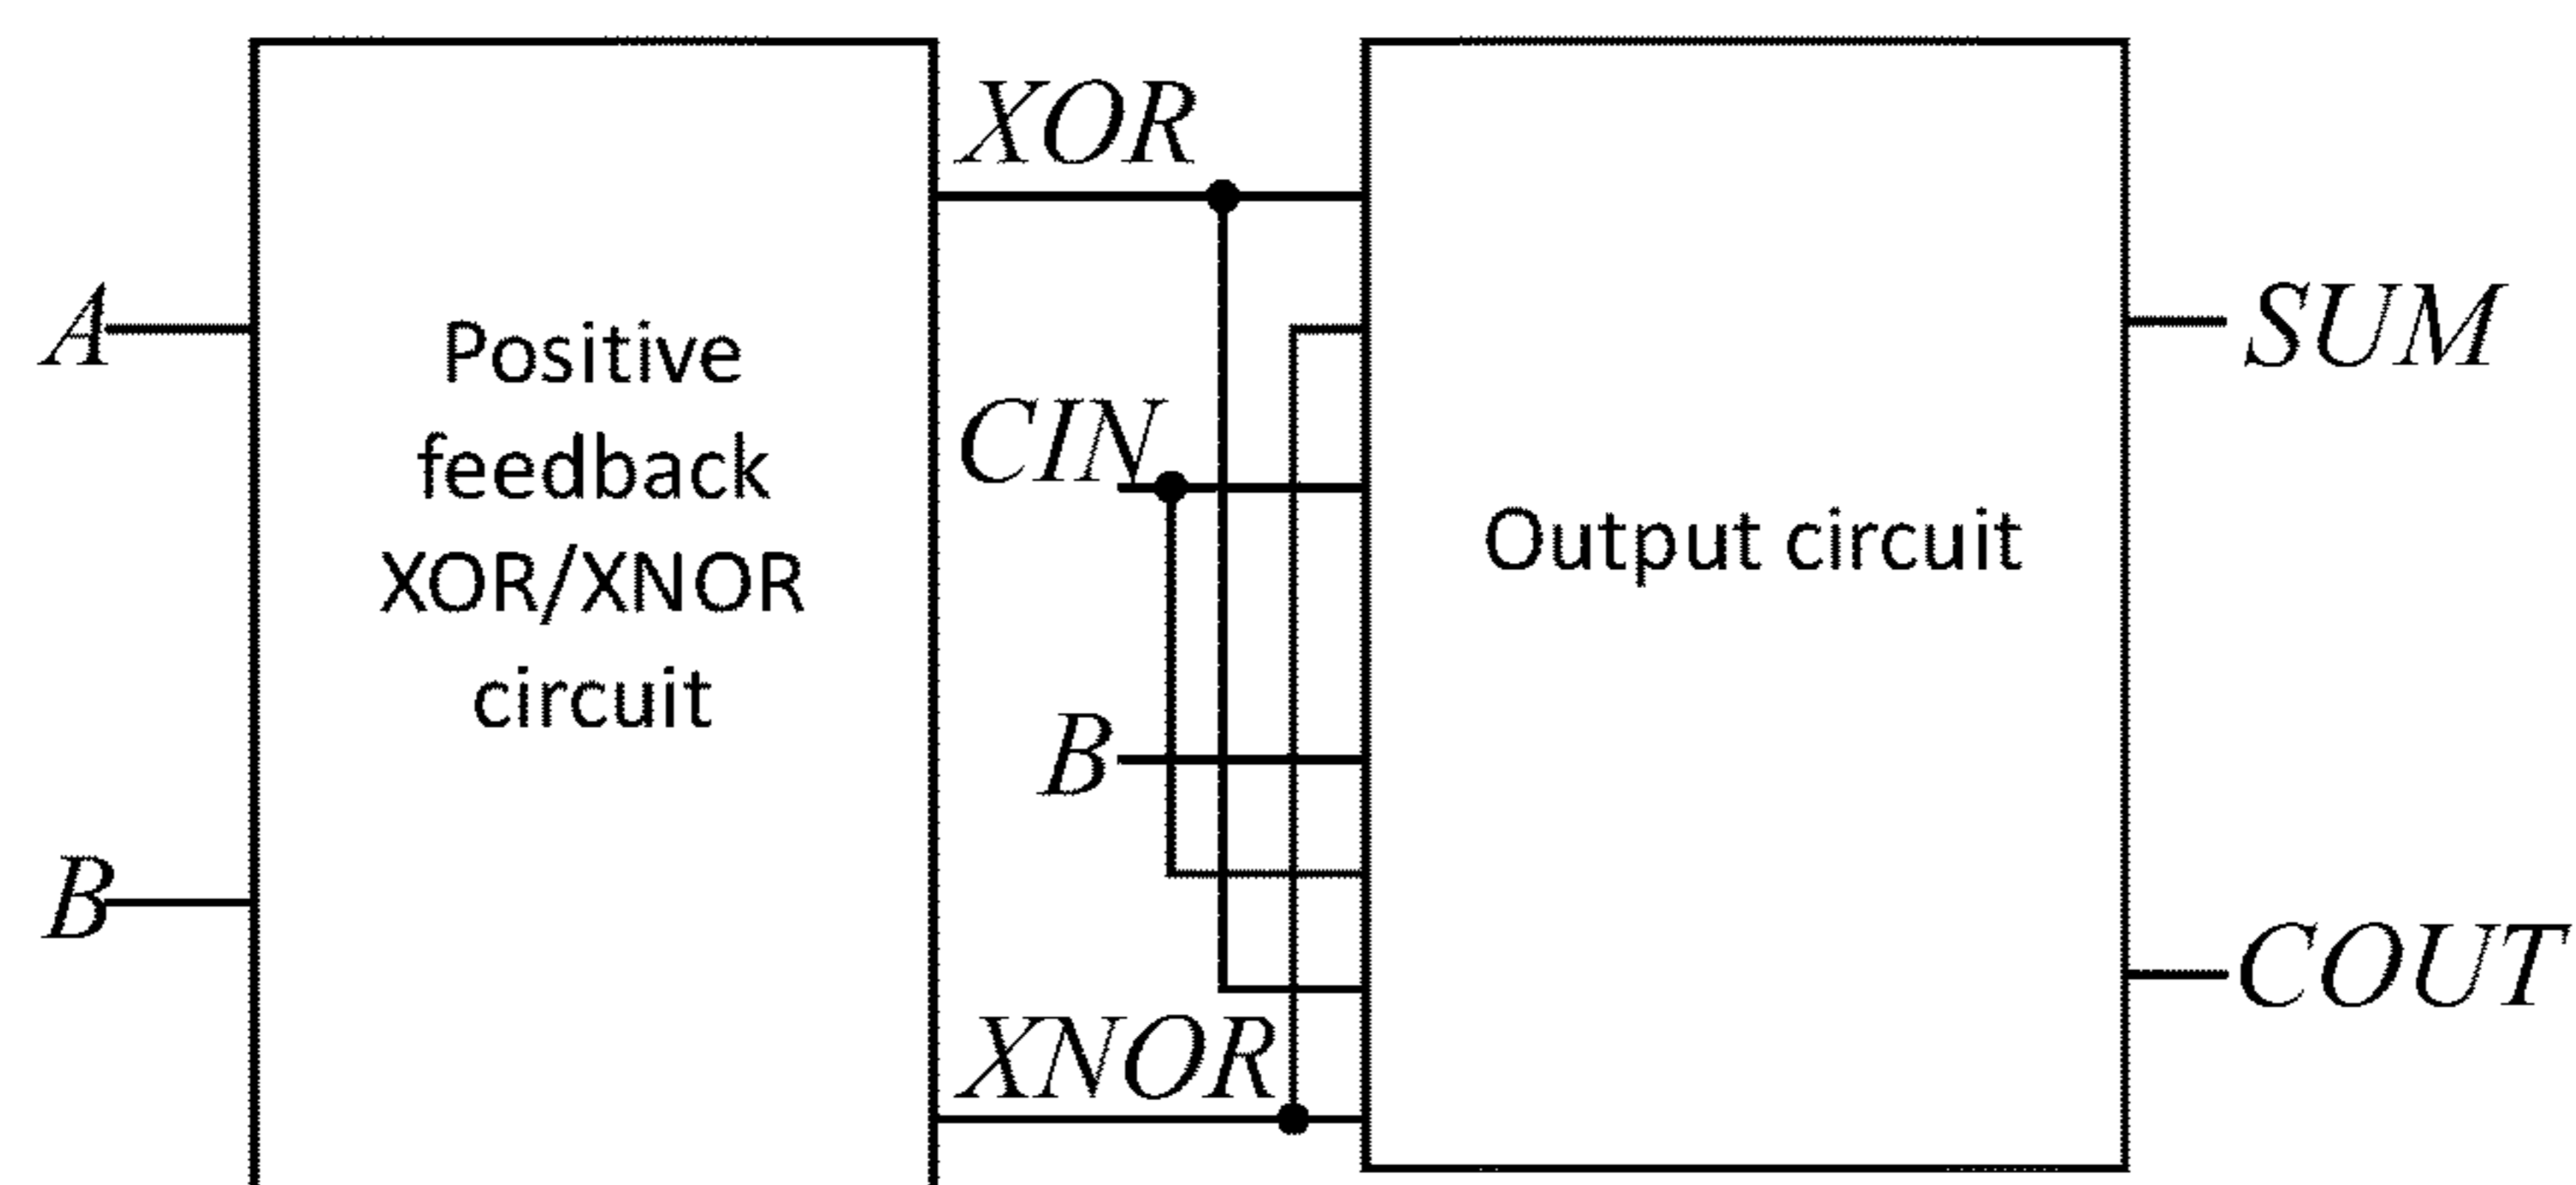 A
B
Positive
feedback
XOR/XNOR
circuit
XOR
CIN
B
XNOR
Output circuit
SUM
COUT